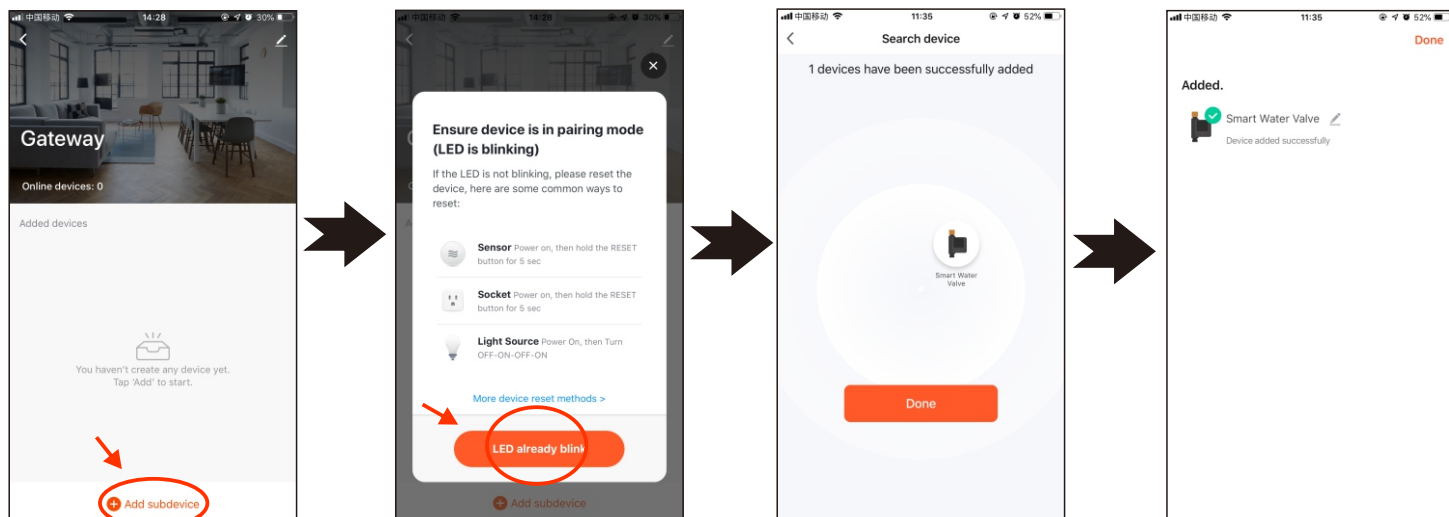 中国移动
14:28
30%
Gateway
Online devices: 0
Added devices
You haven't create any device yet.
Tap 'Add' to start.
Add subdevice
中国移动
14:28
30%
Ensure device is in pairing mode
(LED is blinking)
If the LED is not blinking, please reset the
device, here are some common ways to
reset:
Sensor Power on, then hold the RESET
button for 5 sec
Socket Power on, then hold the RESET
button for 5 sec
Light Source Power On, then Turn
OFF-ON-OFF-ON
More device reset methods >
LED already blink
Add subdevice
中国移动
11:35
52%
Search device
1 devices have been successfully added
Smart Water
Valve
Done
中国移动
11:35
52%
Done
Added.
Smart Water Valve
Device added successfully